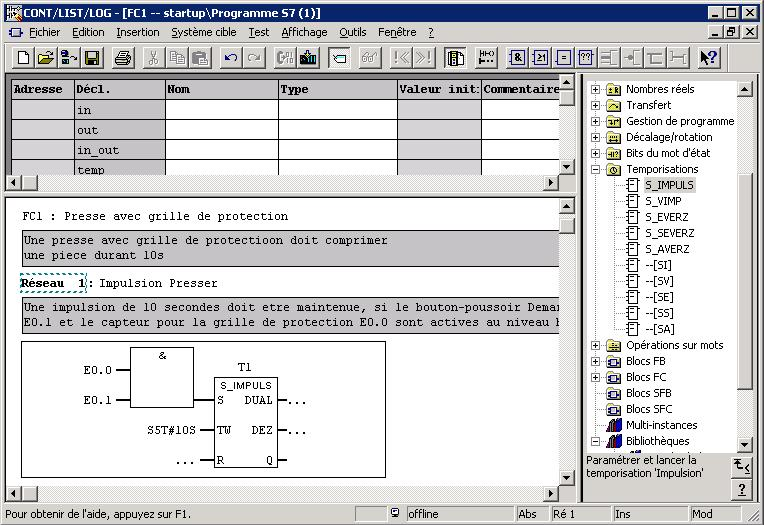 CONT/LIST/LOG - [FC1 -- startup\Programme S7 (1)]
Fichier Edition Insertion Système cible Test Affichage Outils Fenêtre ?
Adresse Décl. Nom Type Valeur init: Commentaire
in
out
in_out
temp
FC1 : Presse avec grille de protection
Une presse avec grille de protectioon doit comprimer
une piece durant 10s
Réseau 1: Impulsion Presser
Une impulsion de 10 secondes doit etre maintenue, si le bouton-poussoir Deman
E0.1 et le capteur pour la grille de protection E0.0 sont actives au niveau h
&
E0.0
E0.1
T1
S_IMPULS
S DUAL ...
S5T#10S TW DEZ ...
... R Q
Nombres réels
Transfert
Gestion de programme
Décalage/rotation
Bits du mot d'état
Temporisations
S_IMPULS
S_VIMP
S_EVERZ
S_SEVERZ
S_AVERZ
--[SI]
--[SV]
--[SE]
--[SS]
--[SA]
Opérations sur mots
Blocs FB
Blocs FC
Blocs SFB
Blocs SFC
Multi-instances
Bibliothèques
Paramétrer et lancer la
temporisation 'Impulsion'
Pour obtenir de l'aide, appuyez sur F1.
offline Abs Ré 1 Ins Mod